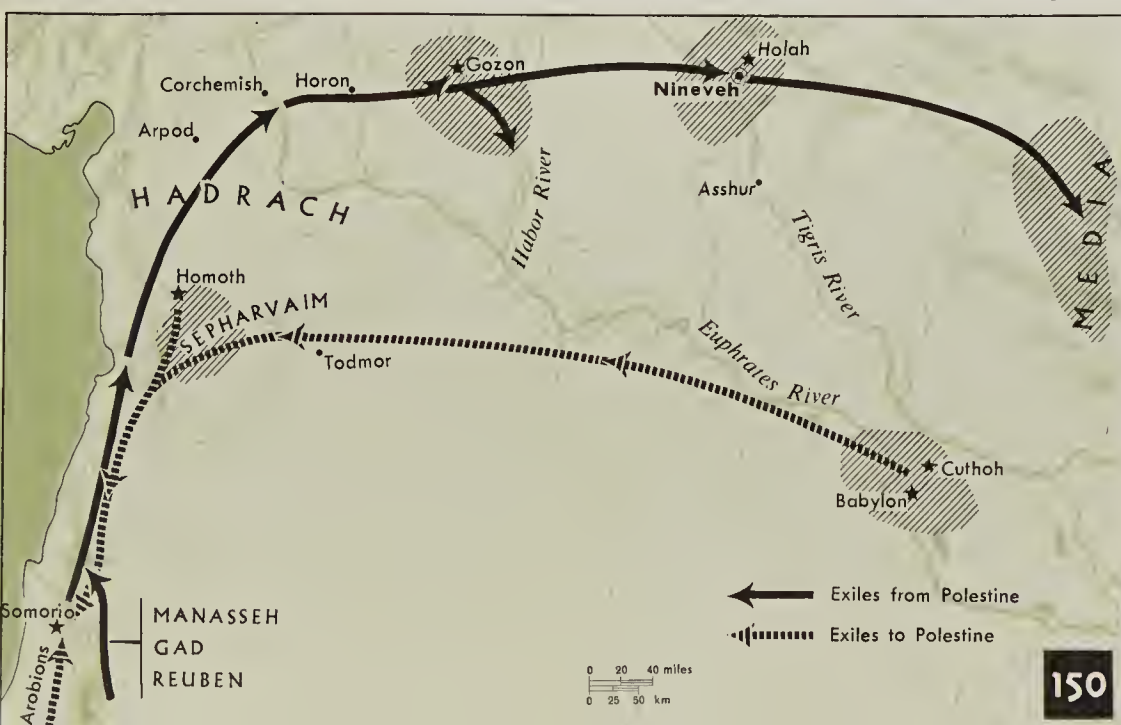 Holah
Gozon
Nineveh
Corchemish
Horon
Arpod
HADRACH
Habor River
Asshur
Tigris River
MEDIA
Homoth
SEPHARVAIM
Todmor
Euphrates River
Cuthoh
Babylon
Somorio
Arobions
MANASSEH
GAD
REUBEN
Exiles from Polestine
Exiles to Polestine
0 20 40 miles
0 25 50 km
150